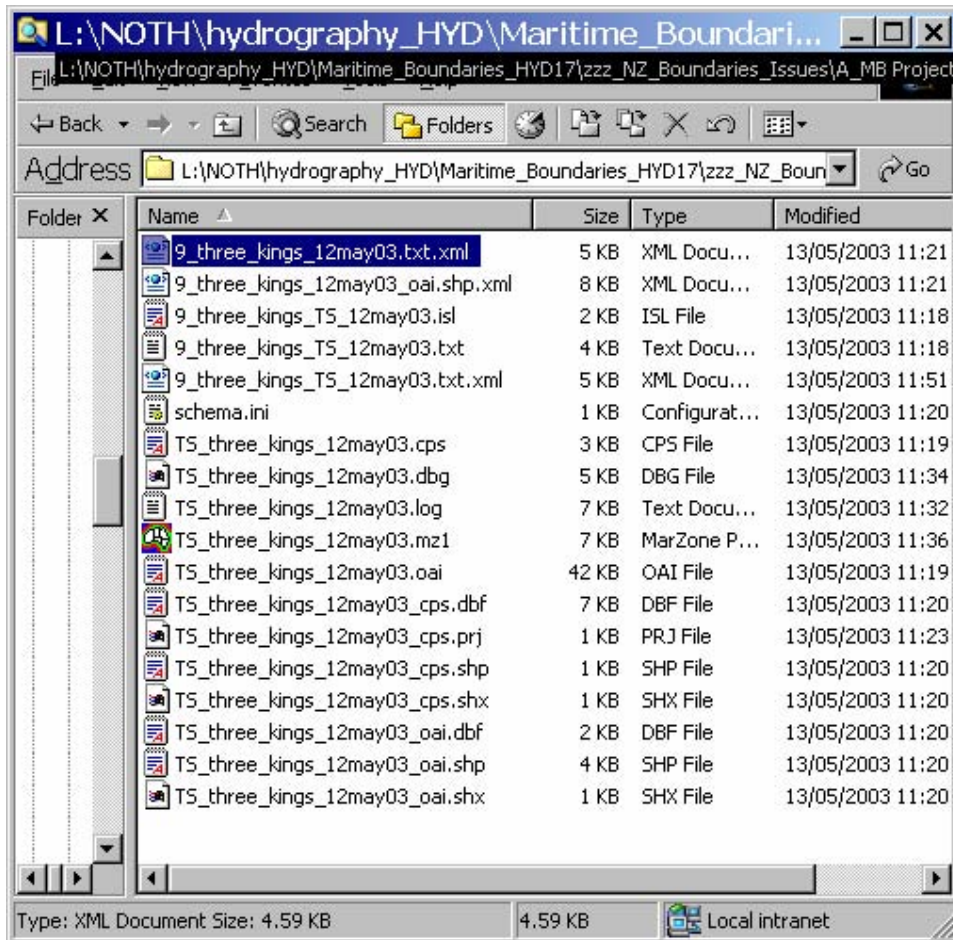 L:\NOTH\hydrography_HYD\Maritime_Boundari...
File L:\NOTH\hydrography_HYD\Maritime_Boundaries_HYD17\zzz_NZ_Boundaries_Issues\A_MB Project
Back Search Folders
Address L:\NOTH\hydrography_HYD\Maritime_Boundaries_HYD17\zzz_NZ_Boun Go
Folder Name Size Type Modified
9_three_kings_12may03.txt.xml 5 KB XML Docu... 13/05/2003 11:21
9_three_kings_12may03_oai.shp.xml 8 KB XML Docu... 13/05/2003 11:21
9_three_kings_TS_12may03.isl 2 KB ISL File 13/05/2003 11:18
9_three_kings_TS_12may03.txt 4 KB Text Docu... 13/05/2003 11:18
9_three_kings_TS_12may03.txt.xml 5 KB XML Docu... 13/05/2003 11:51
schema.ini 1 KB Configurat... 13/05/2003 11:20
TS_three_kings_12may03.cps 3 KB CPS File 13/05/2003 11:19
TS_three_kings_12may03.dbg 5 KB DBG File 13/05/2003 11:34
TS_three_kings_12may03.log 7 KB Text Docu... 13/05/2003 11:32
TS_three_kings_12may03.mz1 7 KB MarZone P... 13/05/2003 11:36
TS_three_kings_12may03.oai 42 KB OAI File 13/05/2003 11:19
TS_three_kings_12may03_cps.dbf 7 KB DBF File 13/05/2003 11:20
TS_three_kings_12may03_cps.prj 1 KB PRJ File 13/05/2003 11:23
TS_three_kings_12may03_cps.shp 1 KB SHP File 13/05/2003 11:20
TS_three_kings_12may03_cps.shx 1 KB SHX File 13/05/2003 11:20
TS_three_kings_12may03_oai.dbf 2 KB DBF File 13/05/2003 11:20
TS_three_kings_12may03_oai.shp 4 KB SHP File 13/05/2003 11:20
TS_three_kings_12may03_oai.shx 1 KB SHX File 13/05/2003 11:20
Type: XML Document Size: 4.59 KB 4.59 KB Local intranet